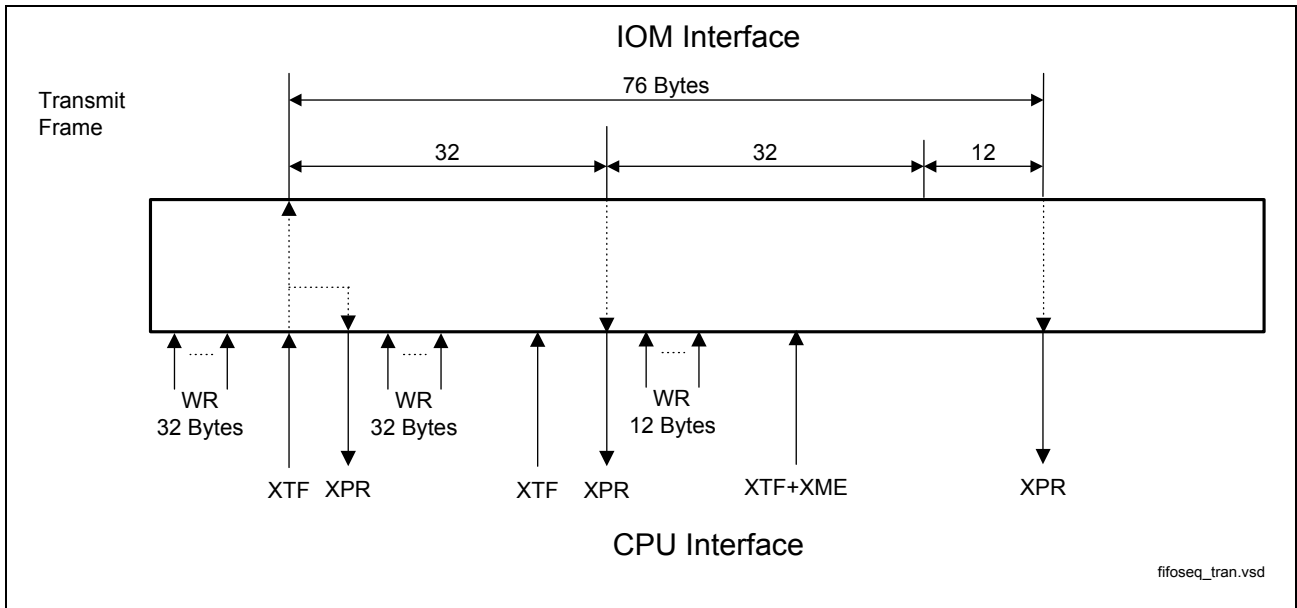 IOM Interface
76 Bytes
Transmit
Frame
32
32
12
.....
.....
.....
WR
32 Bytes
WR
32 Bytes
WR
12 Bytes
XTF
XPR
XTF
XPR
XTF+XME
XPR
CPU Interface
fifoseq_tran.vsd